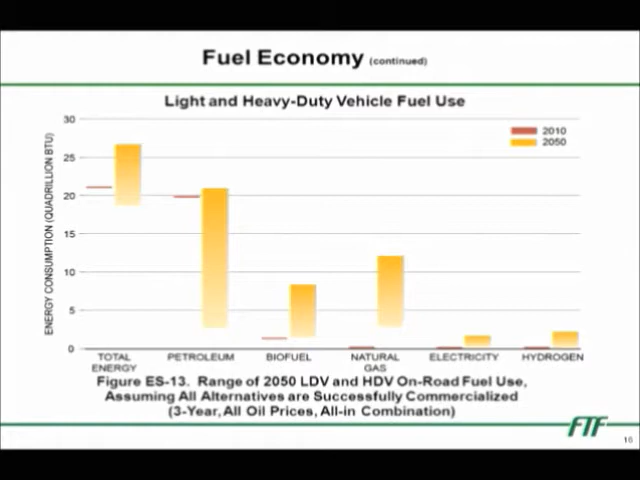 Fuel Economy (continued)
Light and Heavy-Duty Vehicle Fuel Use
ENERGY CONSUMPTION (QUADRILLION BTU)
30
25
20
15
10
5
0
2010
2050
TOTAL ENERGY
PETROLEUM
BIOFUEL
NATURAL GAS
ELECTRICITY
HYDROGEN
Figure ES-13. Range of 2050 LDV and HDV On-Road Fuel Use,
Assuming All Alternatives are Successfully Commercialized
(3-Year, All Oil Prices, All-in Combination)
FTF
16